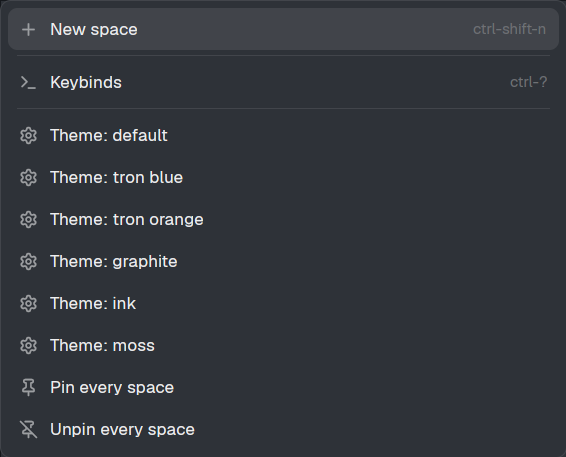 New space ctrl-shift-n
Keybinds ctrl-?
Theme: default
Theme: tron blue
Theme: tron orange
Theme: graphite
Theme: ink
Theme: moss
Pin every space
Unpin every space